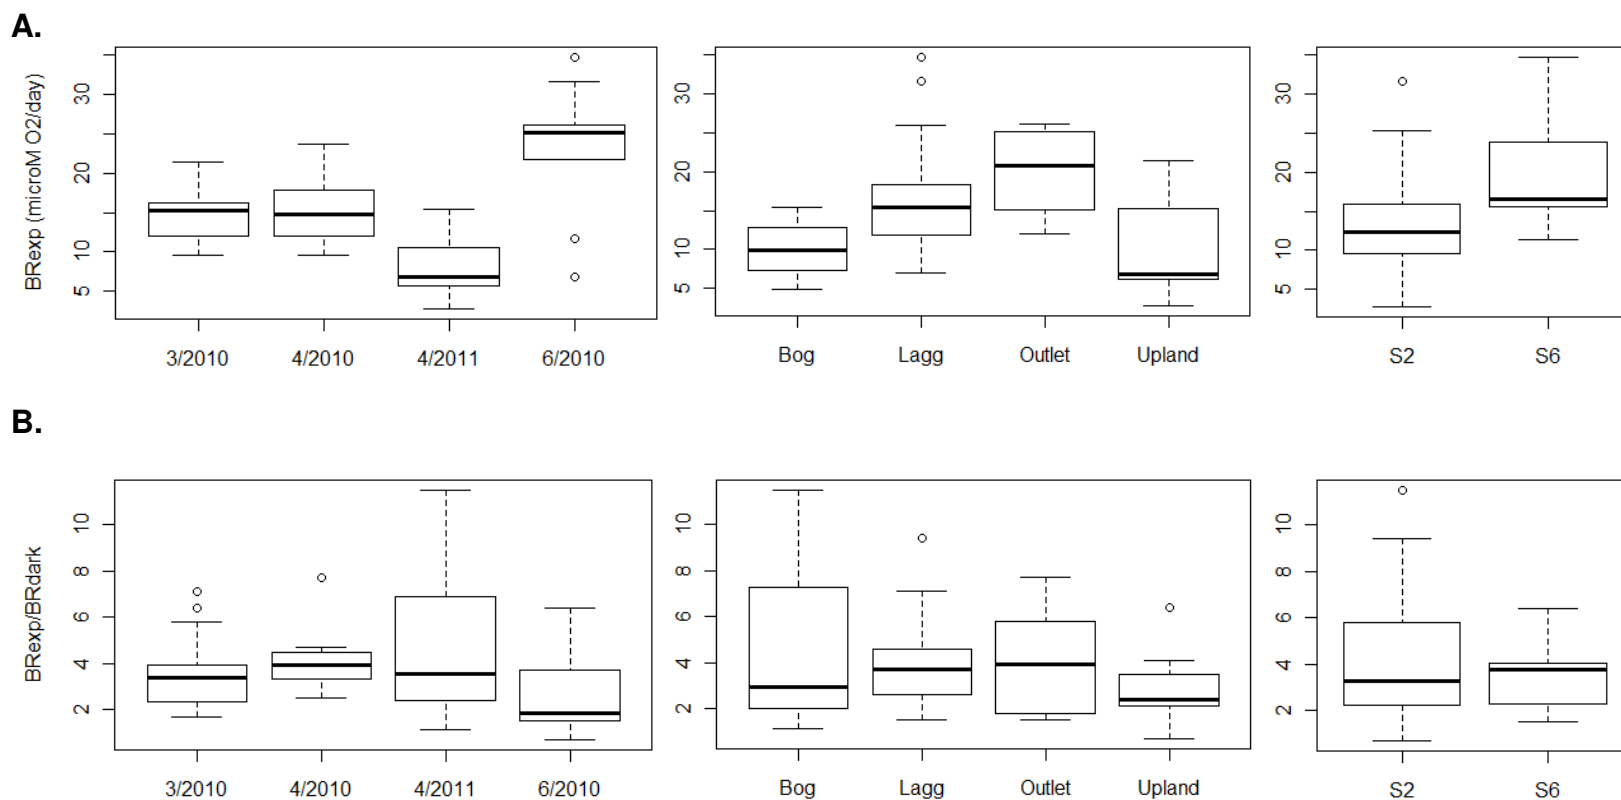 A.
BRexp (microM O2/day)
5 10 20 30
3/2010 4/2010 4/2011 6/2010
5 10 20 30
Bog Lagg Outlet Upland
5 10 20 30
S2 S6
B.
BRexp/BRdark
2 4 6 8 10
3/2010 4/2010 4/2011 6/2010
2 4 6 8 10
Bog Lagg Outlet Upland
2 4 6 8 10
S2 S6